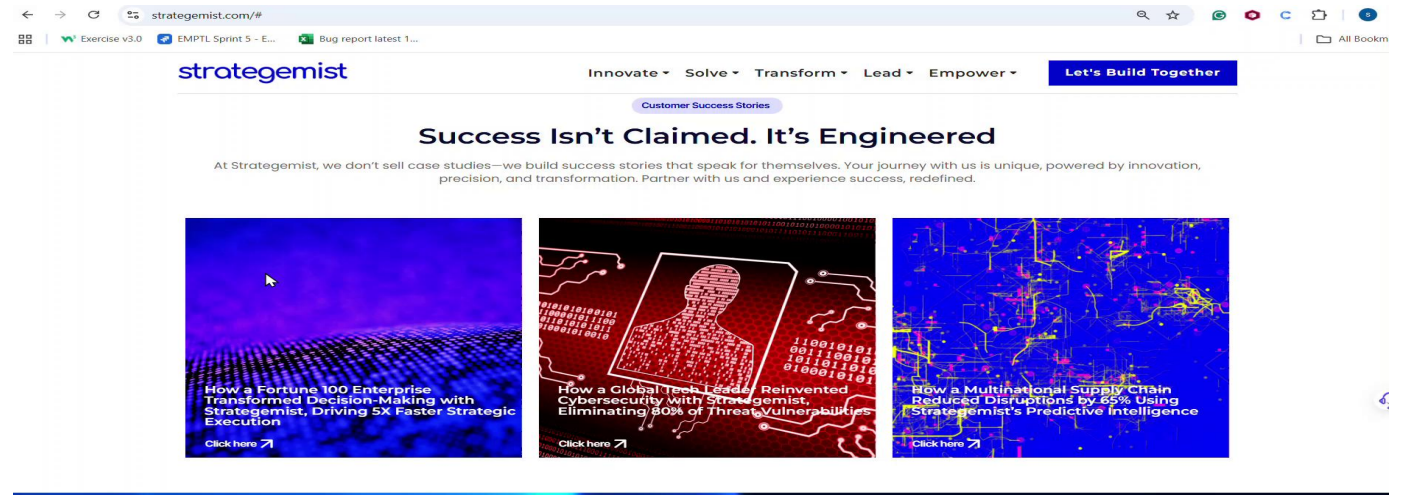 strategemist.com/#
Exercise v3.0 EMPTL Sprint 5 - E... Bug report latest 1... All Bookm
strategemist Innovate Solve Transform Lead Empower Let's Build Together
Customer Success Stories
Success Isn't Claimed. It's Engineered
At Strategemist, we don't sell case studies—we build success stories that speak for themselves. Your journey with us is unique, powered by innovation,
precision, and transformation. Partner with us and experience success, redefined.
How a Fortune 100 Enterprise
Transformed Decision-Making with
Strategemist, Driving 5X Faster Strategic
Execution
Click here
How a Global Tech Leader Reinvented
Cybersecurity with Strategemist,
Eliminating 80% of Threat Vulnerabilities
Click here
How a Multinational Supply Chain
Reduced Disruptions by 65% Using
Strategemist's Predictive Intelligence
Click here